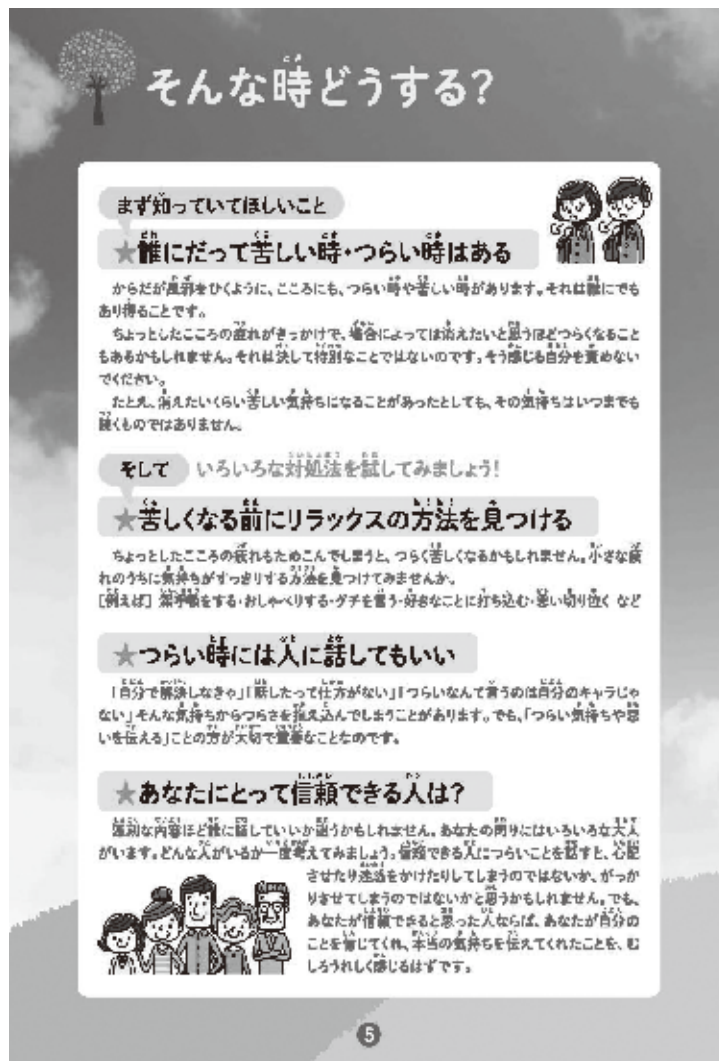 そんな時どうする?
まず知っていてほしいこと
★誰にだって苦しい時・つらい時はある
からだが風邪をひくように、こころにも、つらい時や苦しい時があります。それは誰にでも
あり得ることです。
ちょっとしたこころの疲れがきっかけで、場合によっては消えたいと思うほどつらくなること
もあるかもしれません。それは決して特別なことではないのです。そう感じる自分を責めない
でください。
たとえ、消えたいくらい苦しい気持ちになることがあったとしても、その気持ちはいつまでも
続くものではありません。
そして いろいろな対処法を試してみましょう!
★苦しくなる前にリラックスの方法を見つける
ちょっとしたこころの疲れもためこんでしまうと、つらく苦しくなるかもしれません。小さな疲
れのうちに気持ちがすっきりする方法を見つけてみませんか。
[例えば] 深呼吸をする・おしゃべりする・グチを言う・好きなことに打ち込む・思い切り泣く など
★つらい時には人に話してもいい
「自分で解決しなきゃ」「話したって仕方がない」「つらいなんて言うのは自分のキャラじゃ
ない」そんな気持ちからつらさを抱え込んでしまうことがあります。でも、「つらい気持ちや思
いを伝える」ことの方が大切で重要なことなのです。
★あなたにとって信頼できる人は?
深刻な内容ほど誰に話していいか迷うかもしれません。あなたの周りにはいろいろな大人
がいます。どんな人がいるか一度考えてみましょう。信頼できる人につらいことを話すと、心配
させたり迷惑をかけたりしてしまうのではないか、がっか
りさせてしまうのではないかと思うかもしれません。でも、
あなたが信頼できると思った人ならば、あなたが自分の
ことを信じてくれ、本当の気持ちを伝えてくれたことを、む
しろうれしく感じるはずです。
5